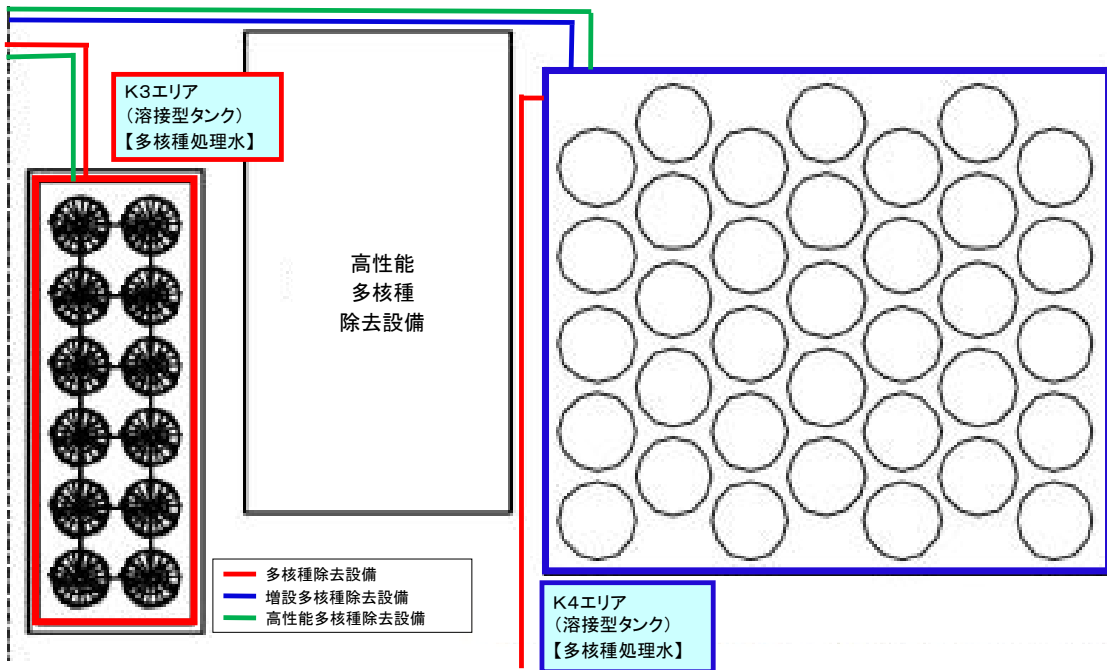 K3エリア
(溶接型タンク)
【多核種処理水】
高性能
多核種
除去設備
多核種除去設備
増設多核種除去設備
高性能多核種除去設備
K4エリア
(溶接型タンク)
【多核種処理水】